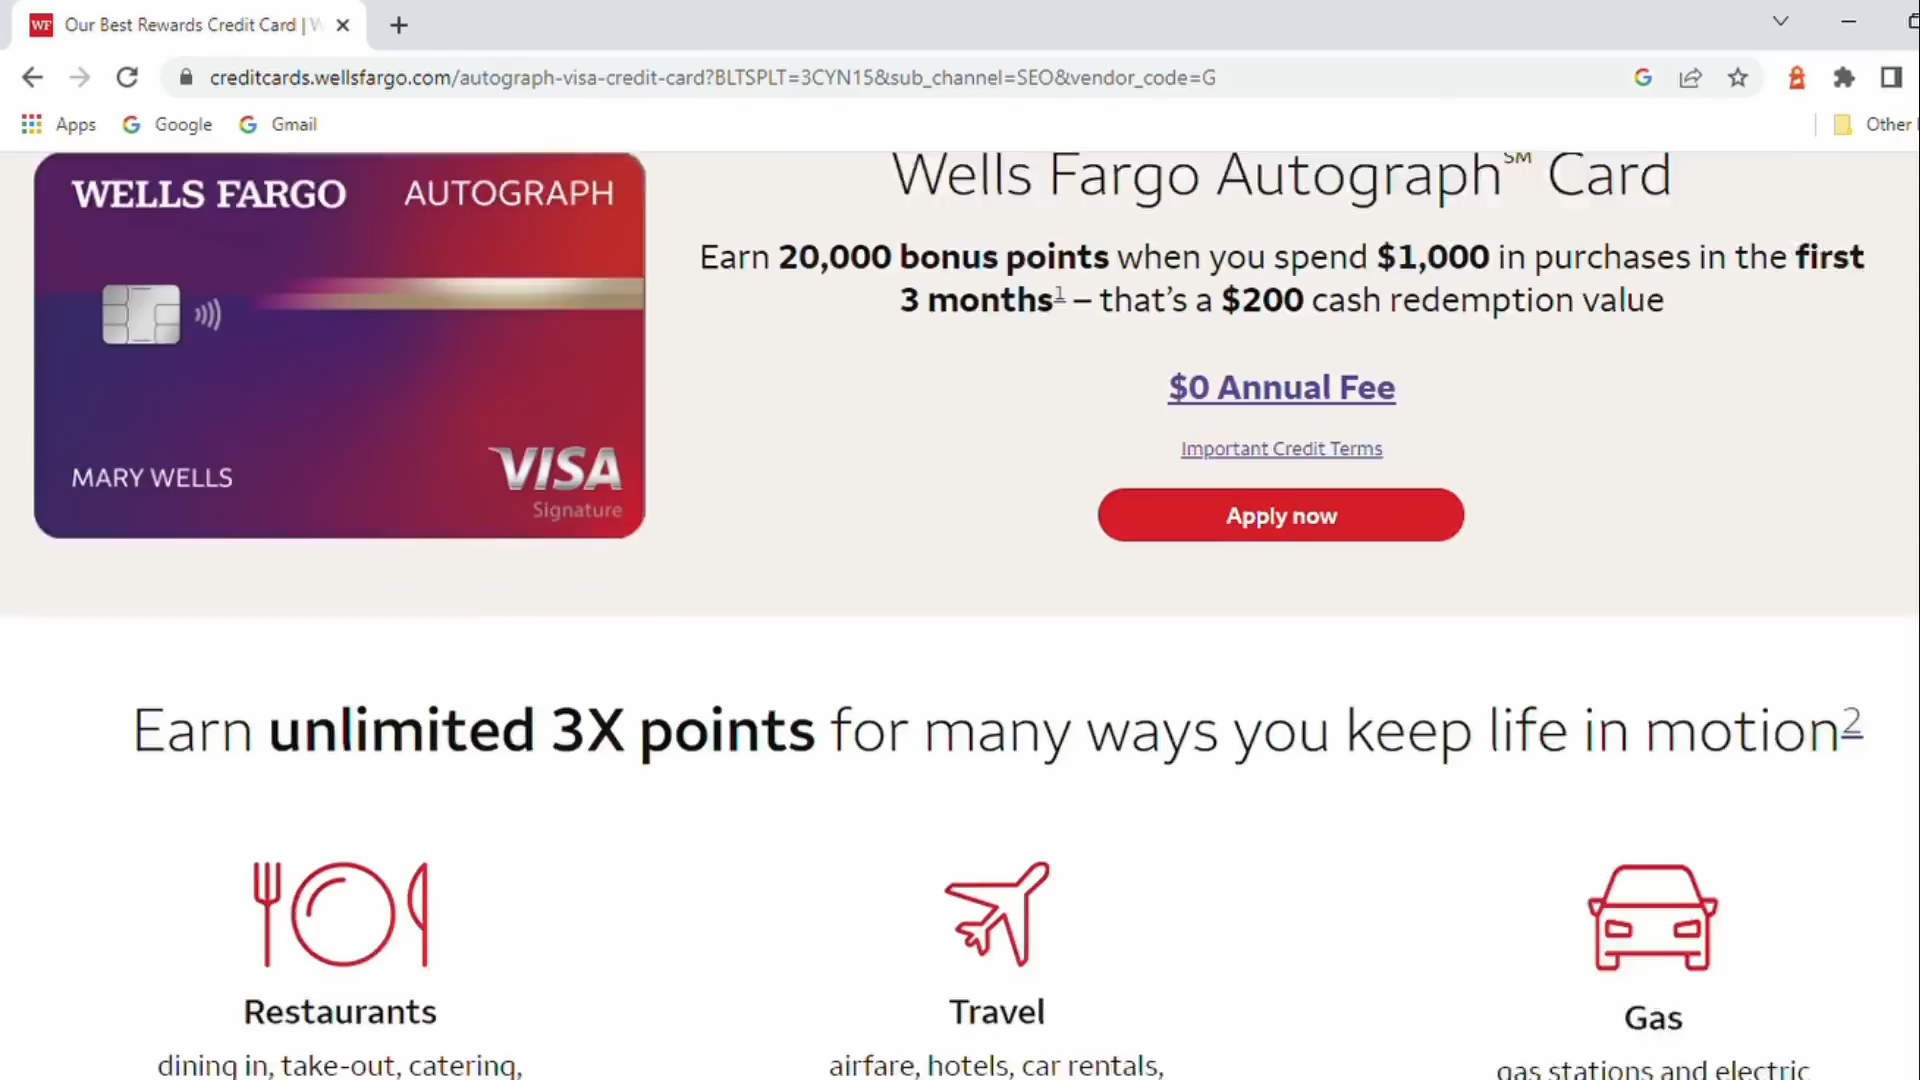 Our Best Rewards Credit Card |
creditcards.wellsfargo.com/autograph-visa-credit-card?BLTSPLT=3CYN15&sub_channel=SEO&vendor_code=G
Apps Google Gmail Other
WELLS FARGO AUTOGRAPH
MARY WELLS
VISA
Signature
Wells Fargo Autograph℠ Card
Earn 20,000 bonus points when you spend $1,000 in purchases in the first
3 months¹ – that's a $200 cash redemption value
$0 Annual Fee
Important Credit Terms
Apply now
Earn unlimited 3X points for many ways you keep life in motion²
Restaurants
dining in, take-out, catering,
Travel
airfare, hotels, car rentals,
Gas
gas stations and electric